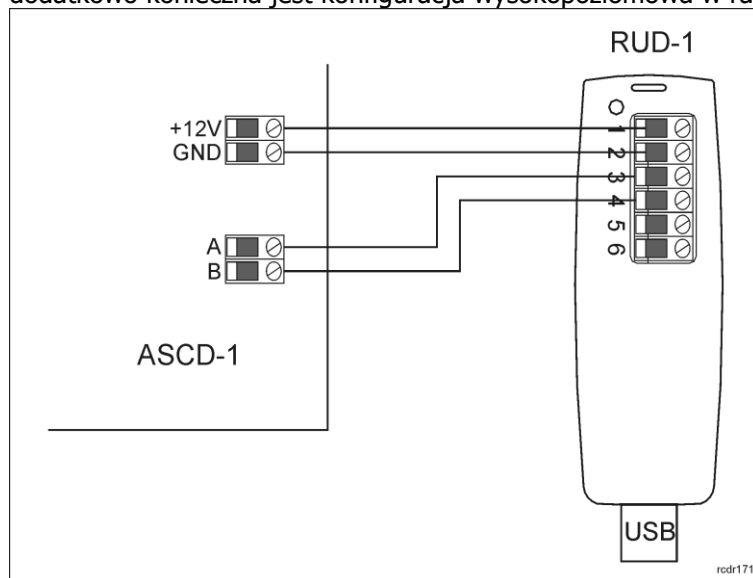 dodatkowo konieczna jest konfiguracja wysokopoziomowa w ra
RUD-1
+12V
GND
1
2
3
4
5
6
A
B
ASCD-1
USB
rcdr171